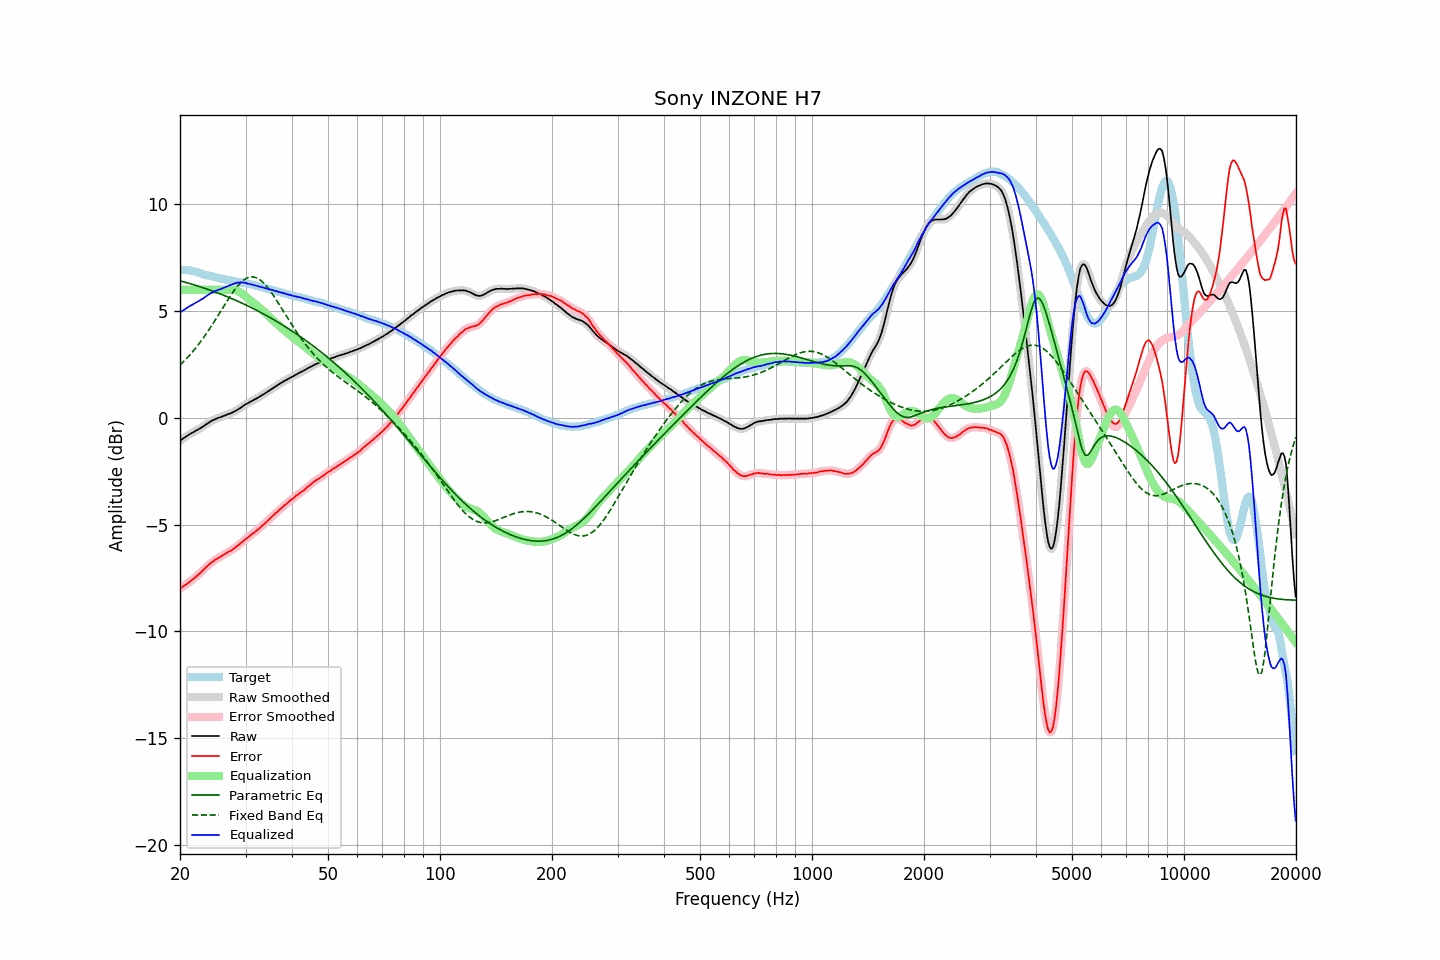 Sony INZONE H7
Amplitude (dBr)
10
5
0
−5
−10
−15
−20
Target
Raw Smoothed
Error Smoothed
Raw
Error
Equalization
Parametric Eq
Fixed Band Eq
Equalized
20 50 100 200 500 1000 2000 5000 10000 20000
Frequency (Hz)